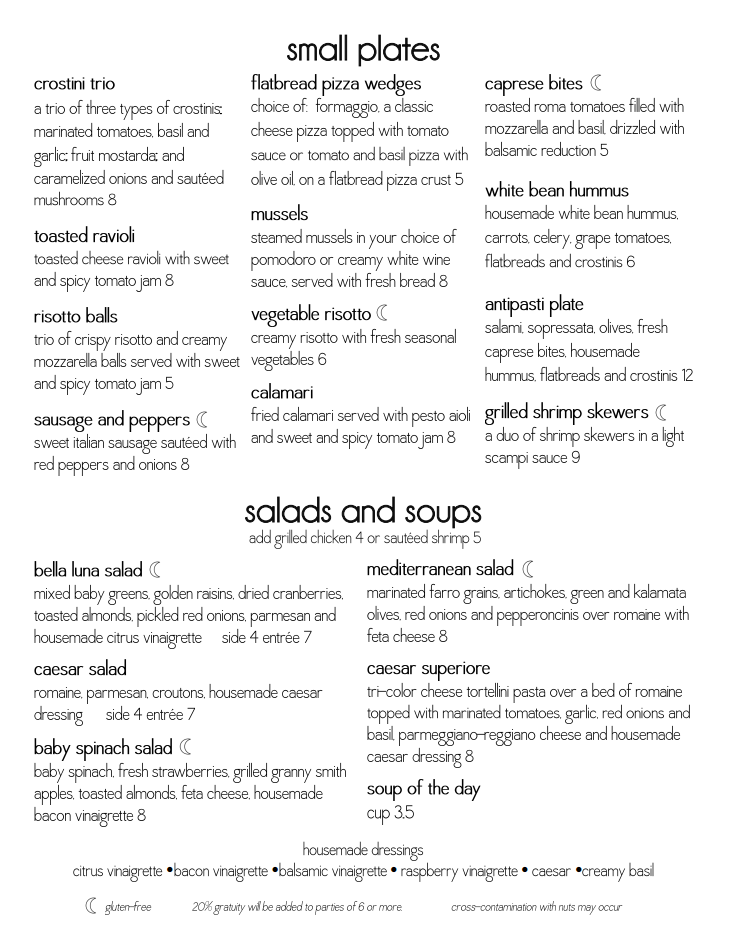 small plates
crostini trio
a trio of three types of crostinis:
marinated tomatoes, basil and
garlic; fruit mostarda; and
caramelized onions and sautéed
mushrooms 8
toasted ravioli
toasted cheese ravioli with sweet
and spicy tomato jam 8
risotto balls
trio of crispy risotto and creamy
mozzarella balls served with sweet
and spicy tomato jam 5
sausage and peppers
sweet italian sausage sautéed with
red peppers and onions 8
flatbread pizza wedges
choice of: formaggio, a classic
cheese pizza topped with tomato
sauce or tomato and basil pizza with
olive oil, on a flatbread pizza crust 5
mussels
steamed mussels in your choice of
pomodoro or creamy white wine
sauce, served with fresh bread 8
vegetable risotto
creamy risotto with fresh seasonal
vegetables 6
calamari
fried calamari served with pesto aioli
and sweet and spicy tomato jam 8
caprese bites
roasted roma tomatoes filled with
mozzarella and basil, drizzled with
balsamic reduction 5
white bean hummus
housemade white bean hummus,
carrots, celery, grape tomatoes,
flatbreads and crostinis 6
antipasti plate
salami, sopressata, olives, fresh
caprese bites, housemade
hummus, flatbreads and crostinis 12
grilled shrimp skewers
a duo of shrimp skewers in a light
scampi sauce 9
salads and soups
add grilled chicken 4 or sautéed shrimp 5
bella luna salad
mixed baby greens, golden raisins, dried cranberries,
toasted almonds, pickled red onions, parmesan and
housemade citrus vinaigrette side 4 entrée 7
caesar salad
romaine, parmesan, croutons, housemade caesar
dressing side 4 entrée 7
baby spinach salad
baby spinach, fresh strawberries, grilled granny smith
apples, toasted almonds, feta cheese, housemade
bacon vinaigrette 8
mediterranean salad
marinated farro grains, artichokes, green and kalamata
olives, red onions and pepperoncinis over romaine with
feta cheese 8
caesar superiore
tri-color cheese tortellini pasta over a bed of romaine
topped with marinated tomatoes, garlic, red onions and
basil, parmeggiano-reggiano cheese and housemade
caesar dressing 8
soup of the day
cup 3.5
housemade dressings
citrus vinaigrette •bacon vinaigrette •balsamic vinaigrette • raspberry vinaigrette • caesar •creamy basil
gluten-free 20% gratuity will be added to parties of 6 or more. cross-contamination with nuts may occur